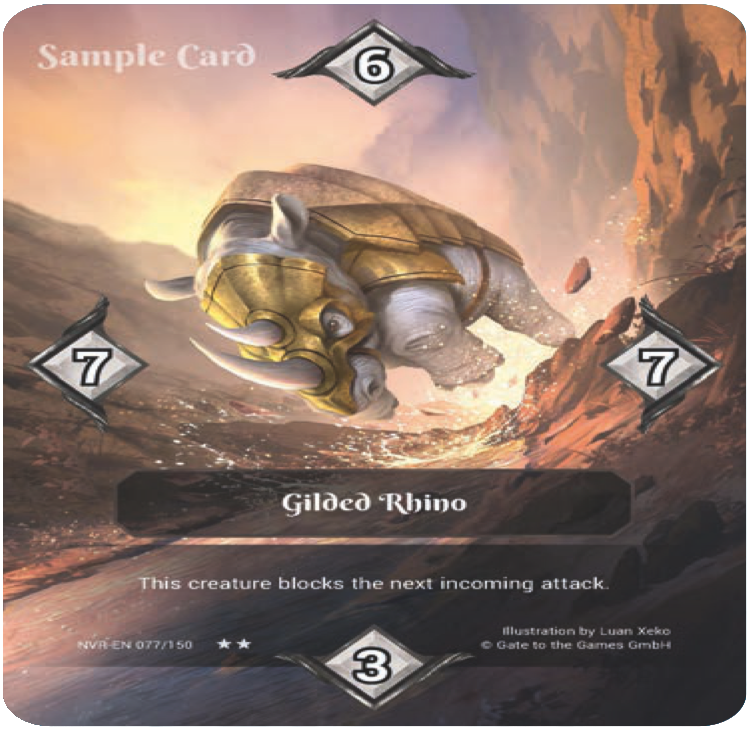 Sample Card
6
7
7
Gilded Rhino
This creature blocks the next incoming attack.
NVR-EN 077/150 ★★
Illustration by Luan Xeko
© Gate to the Games GmbH
3